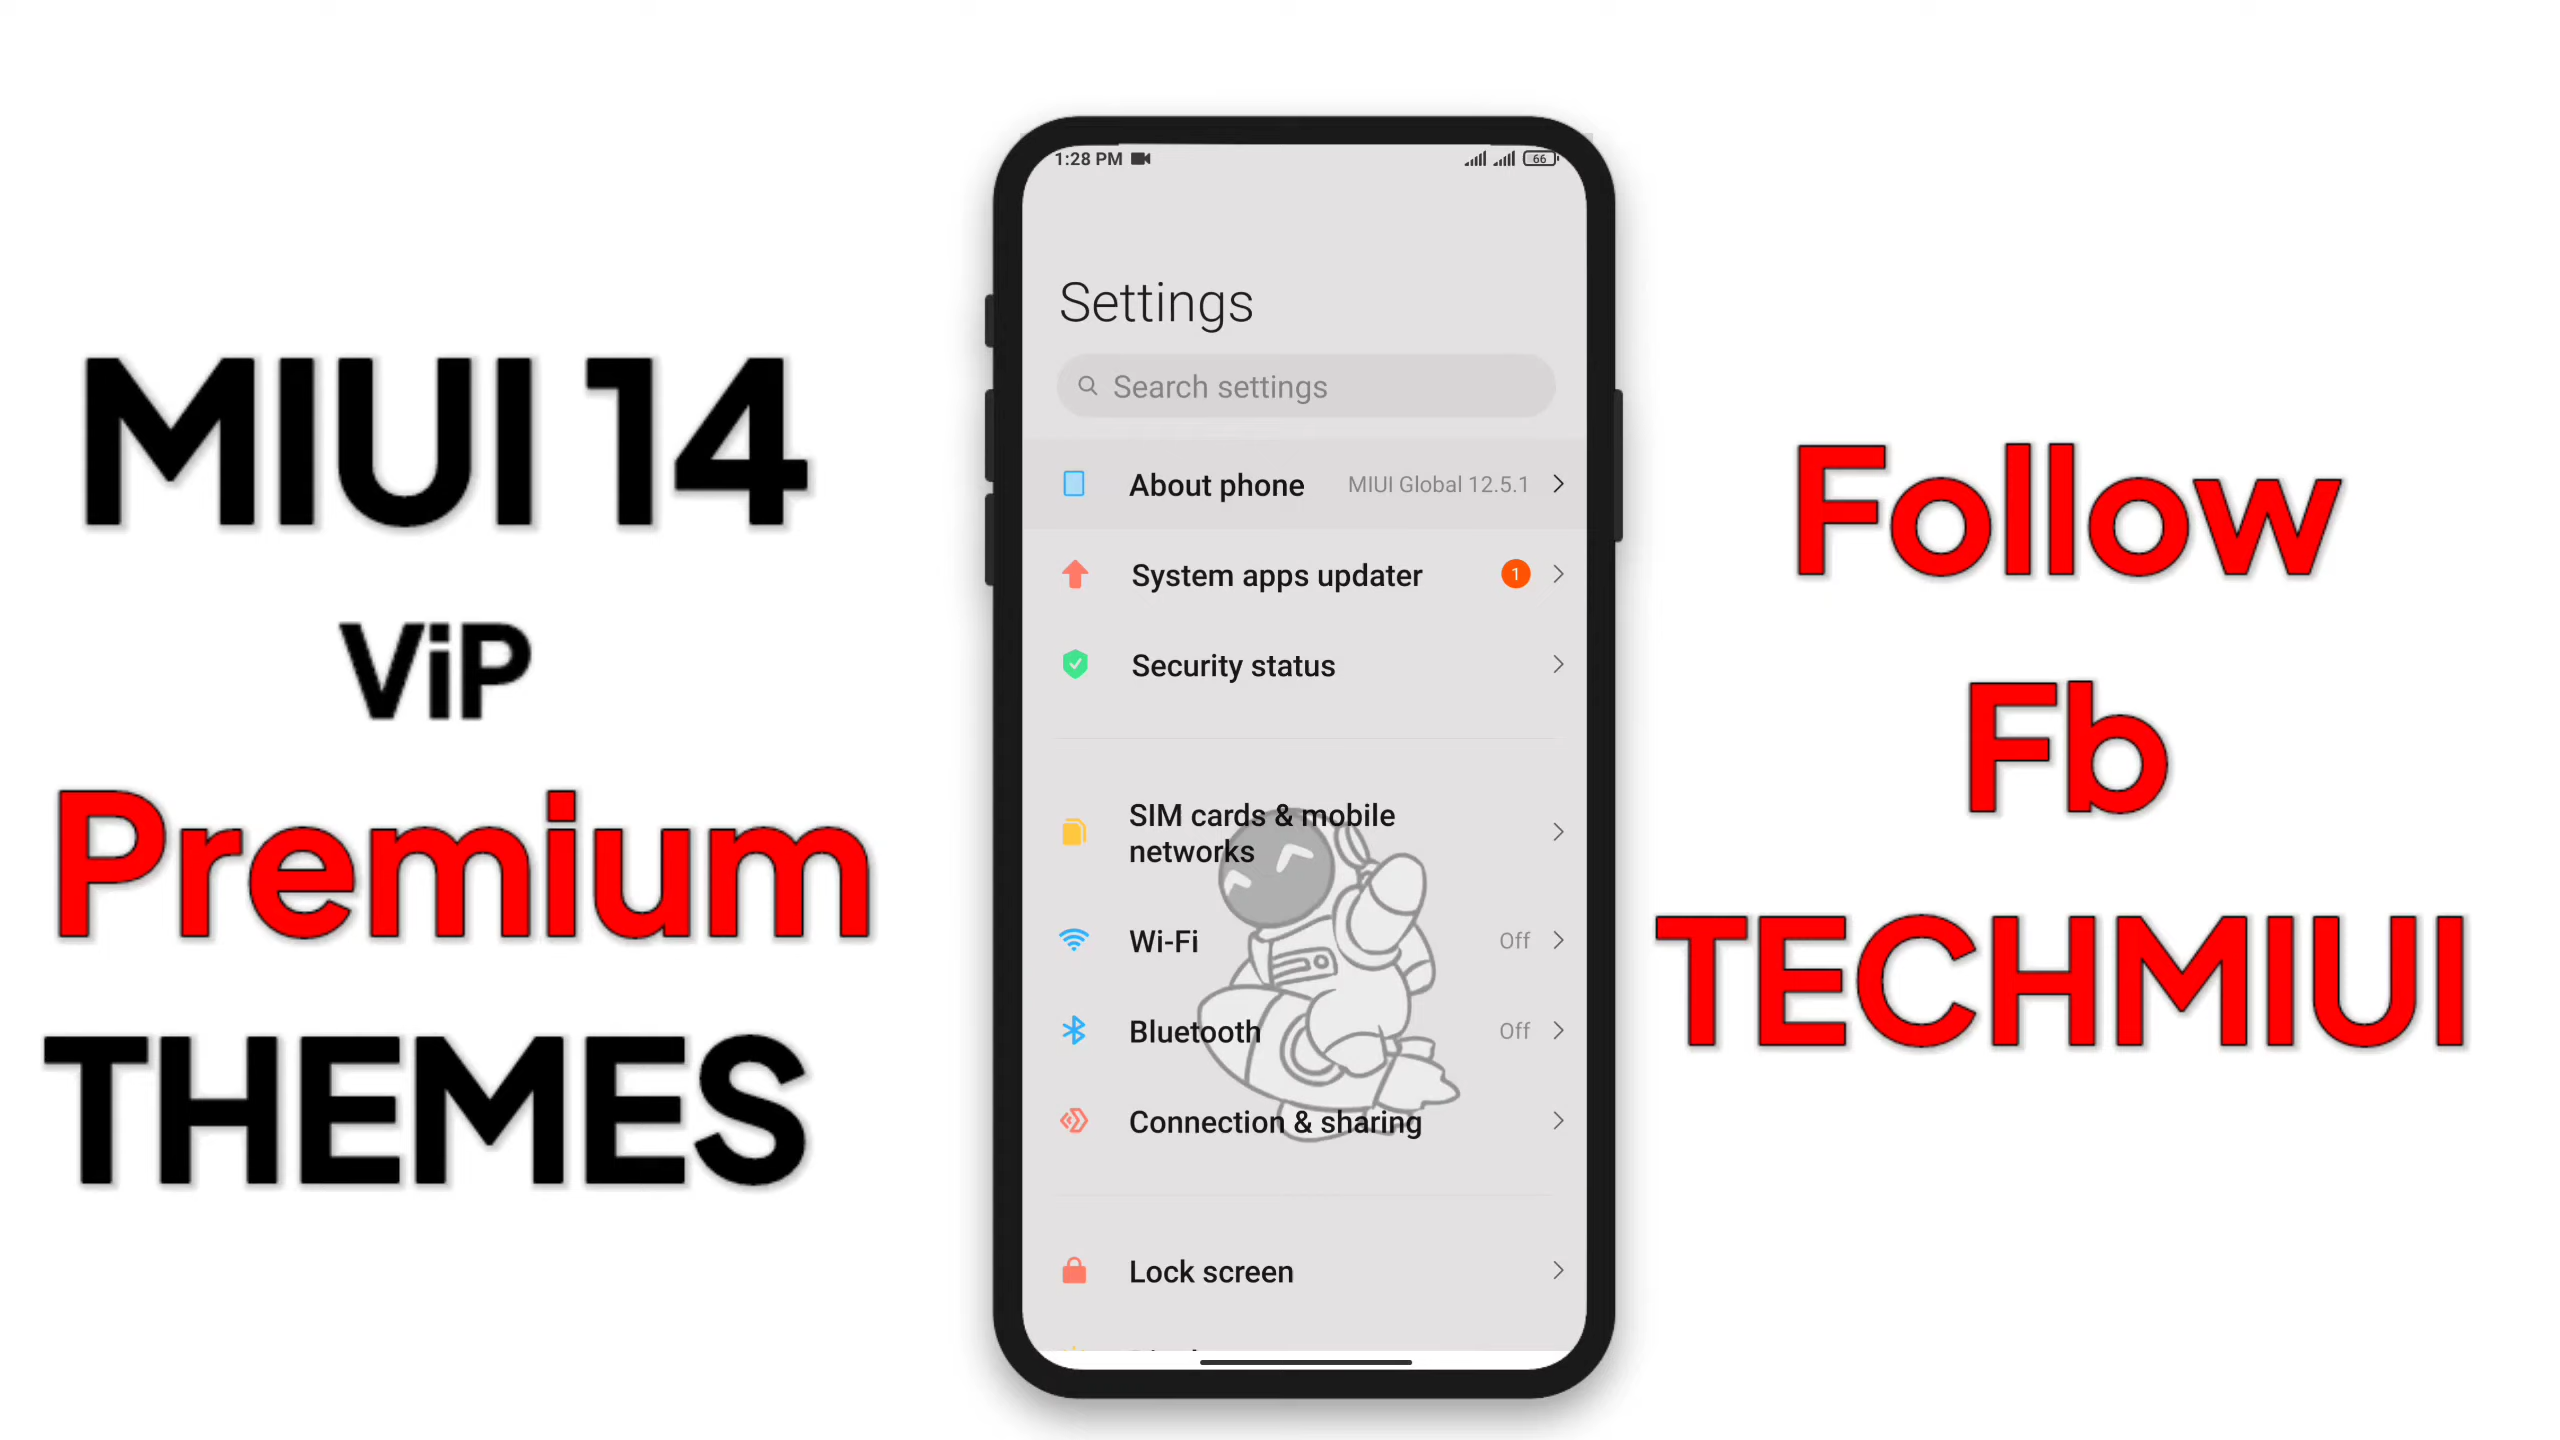 MIUI 14
ViP
Premium
THEMES
1:28 PM
66
Settings
Search settings
About phone
MIUI Global 12.5.1
System apps updater
1
Security status
SIM cards & mobile
networks
Wi-Fi
Off
Bluetooth
Off
Connection & sharing
Lock screen
Follow
Fb
TECHMIUI